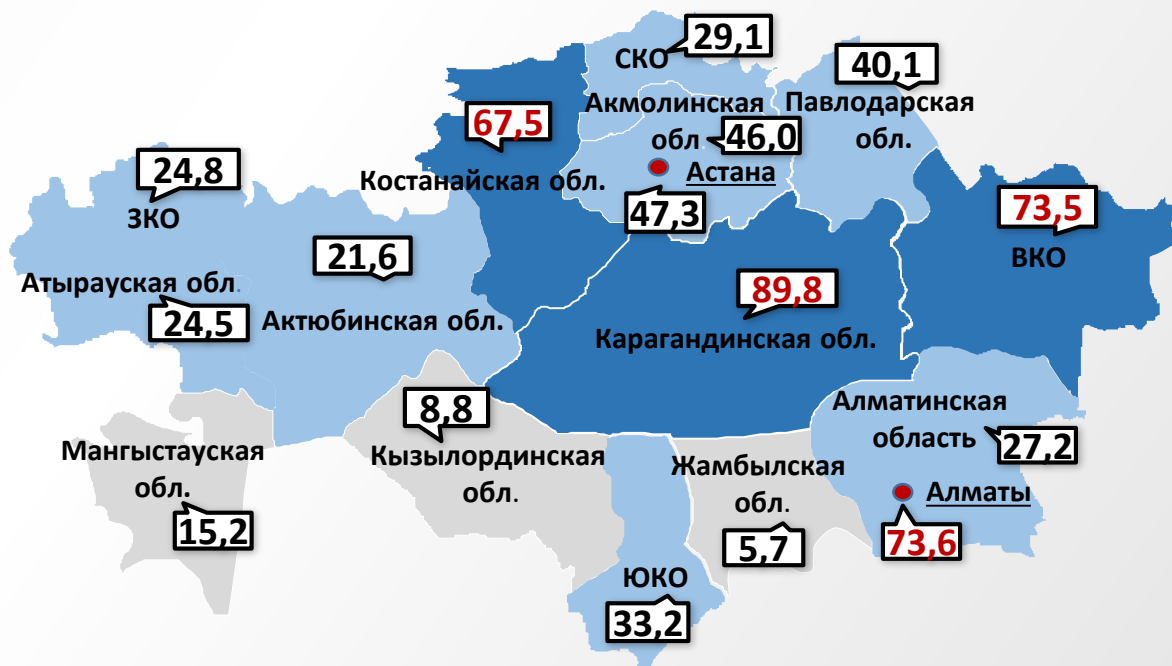 29,1
СКО
40,1
Акмолинская
обл.
46,0
Павлодарская
обл.
67,5
Костанайская обл.
Астана
47,3
24,8
ЗКО
73,5
ВКО
21,6
Актюбинская обл.
Атырауская обл.
24,5
89,8
Карагандинская обл.
8,8
Кызылординская
обл.
Алматинская
область
27,2
Мангыстауская
обл.
15,2
Жамбылская
обл.
5,7
Алматы
73,6
ЮКО
33,2